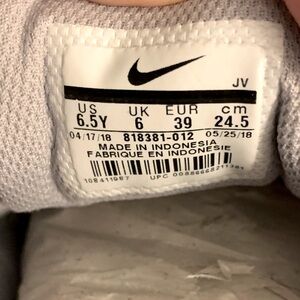 JV
US UK EUR cm
6.5Y 6 39 24.5
04/17/18 818381-012 05/25/18
MADE IN INDONESIA
FABRIQUE EN INDONESIE
UPC